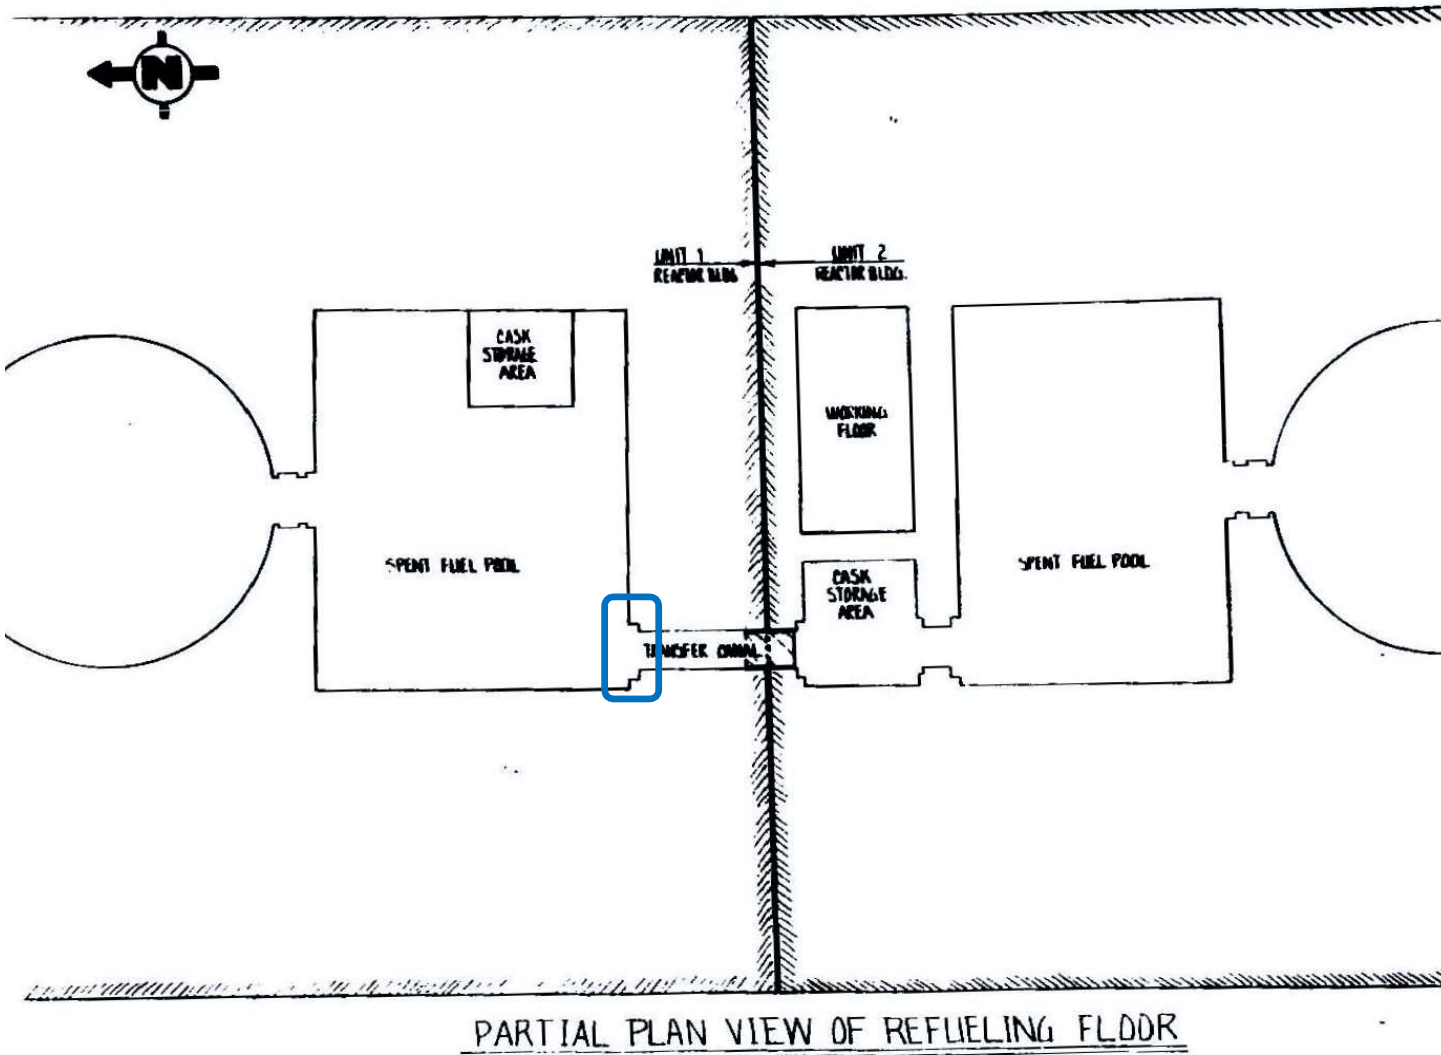 N
UNIT 1
REACTOR BLDG
UNIT 2
REACTOR BLDG.
CASK
STORAGE
AREA
WORKING
FLOOR
SPENT FUEL POOL
CASK
STORAGE
AREA
SPENT FUEL POOL
TRANSFER CANAL
PARTIAL PLAN VIEW OF REFUELING FLOOR